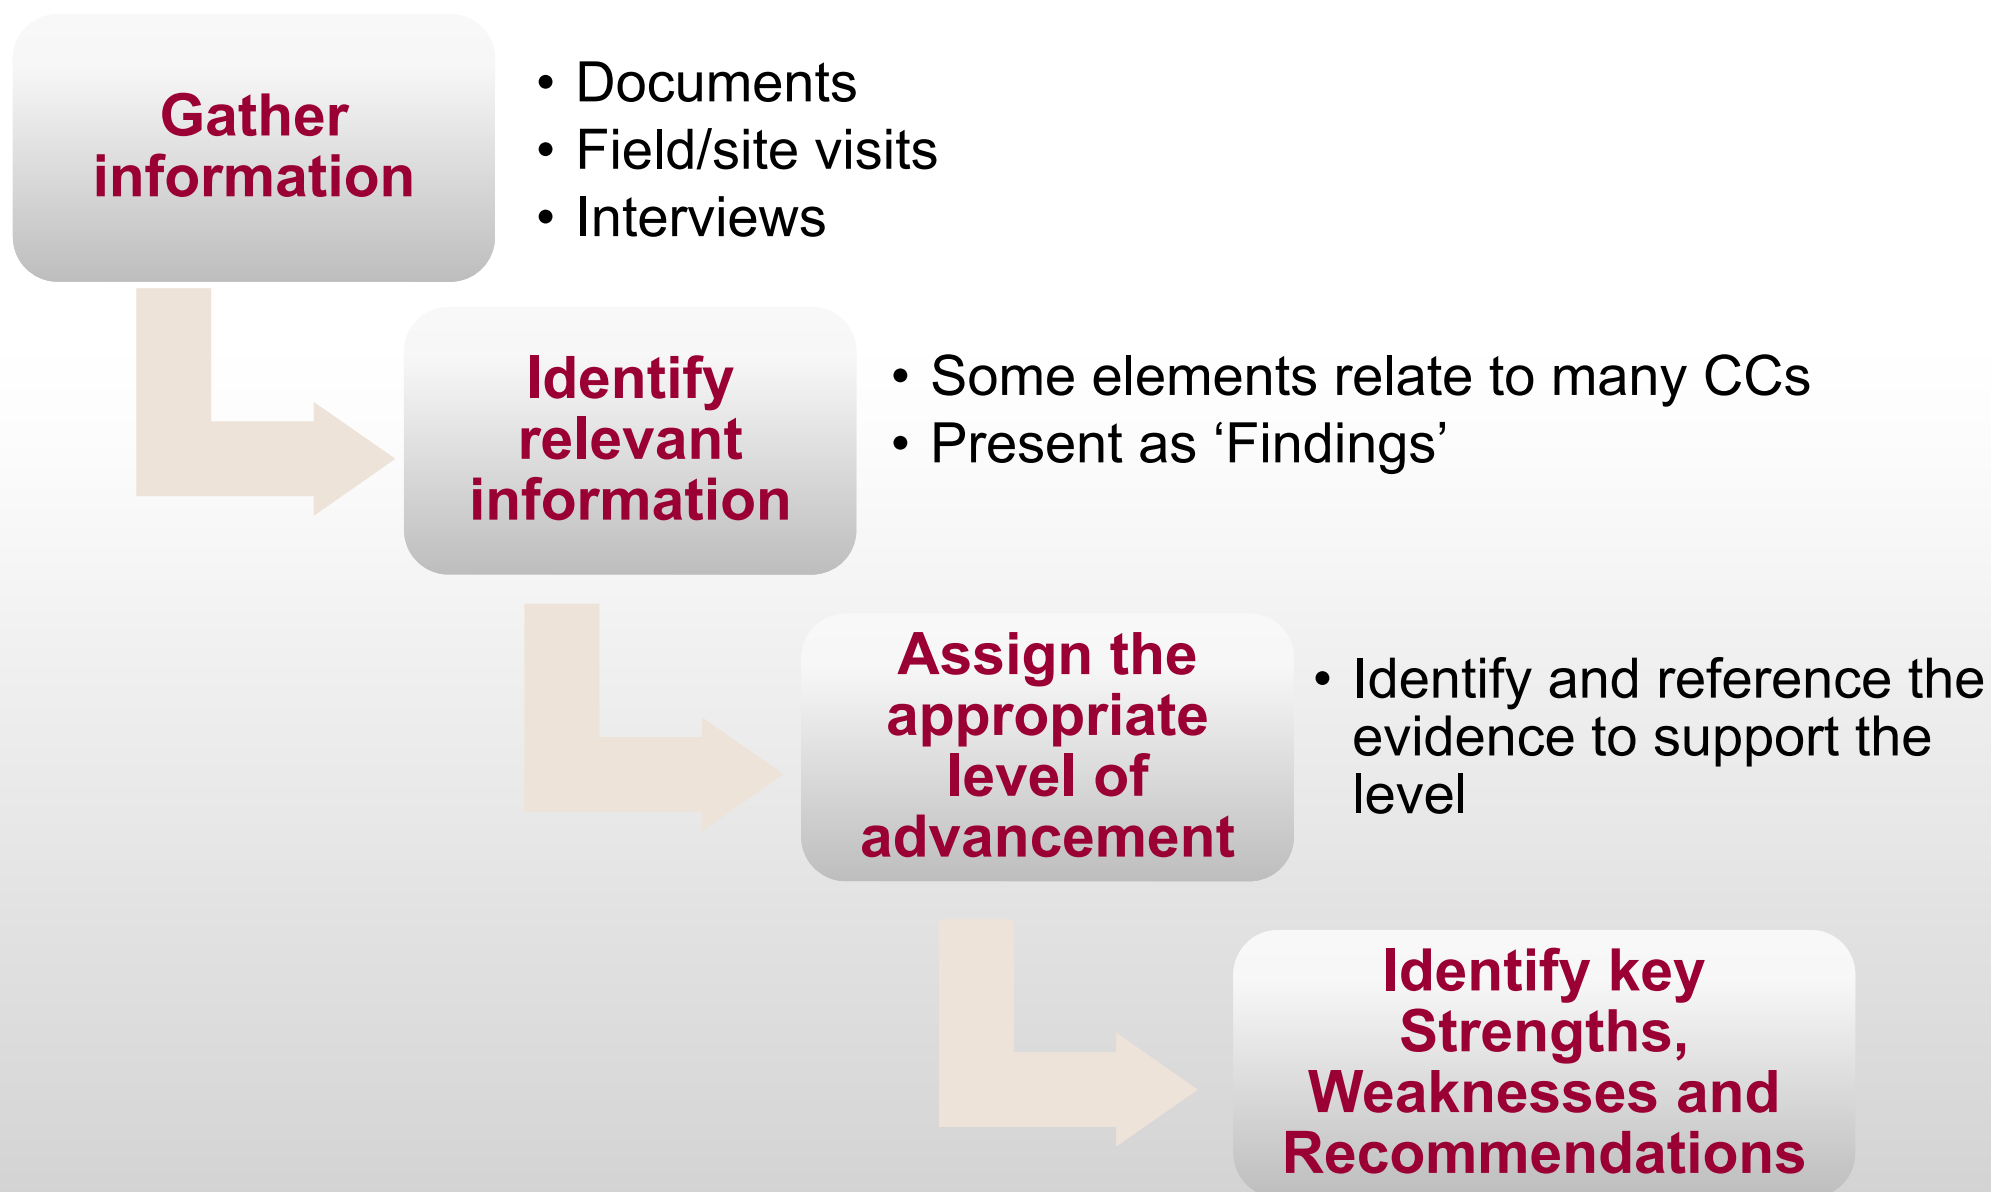 Gather
information
• Documents
• Field/site visits
• Interviews
Identify
relevant
information
• Some elements relate to many CCs
• Present as ‘Findings’
Assign the
appropriate
level of
advancement
• Identify and reference the
evidence to support the
level
Identify key
Strengths,
Weaknesses and
Recommendations